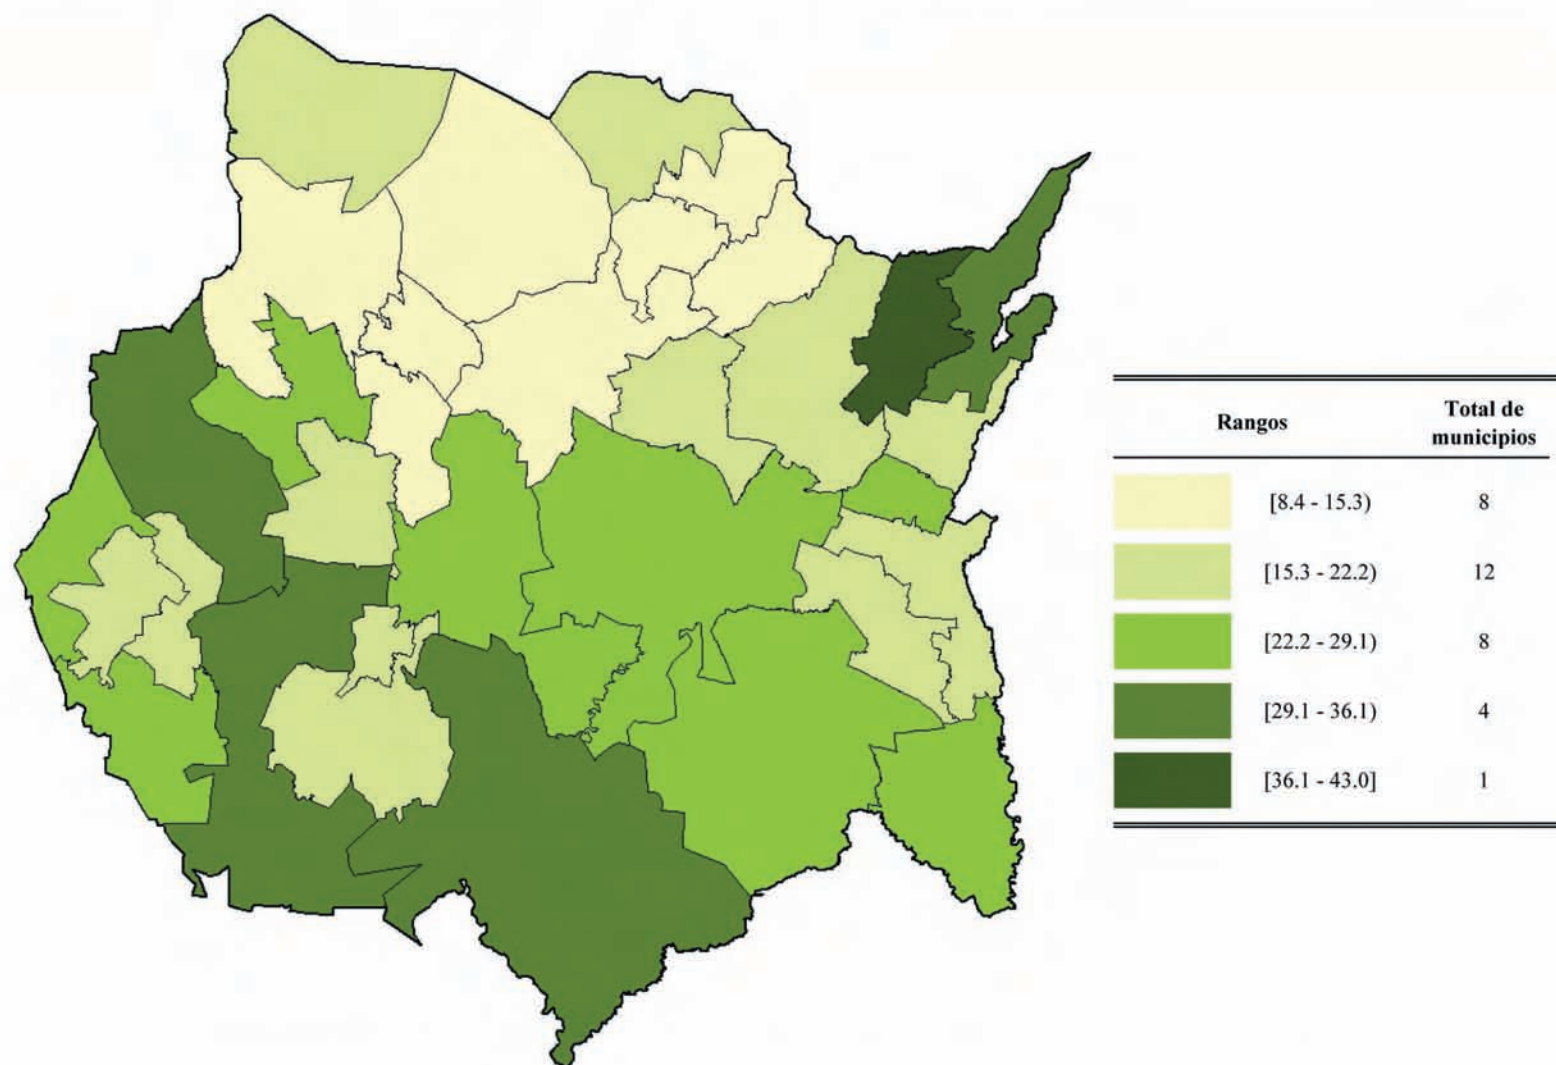 Rangos
Total de
municipios
[8.4 - 15.3) 8
[15.3 - 22.2) 12
[22.2 - 29.1) 8
[29.1 - 36.1) 4
[36.1 - 43.0] 1